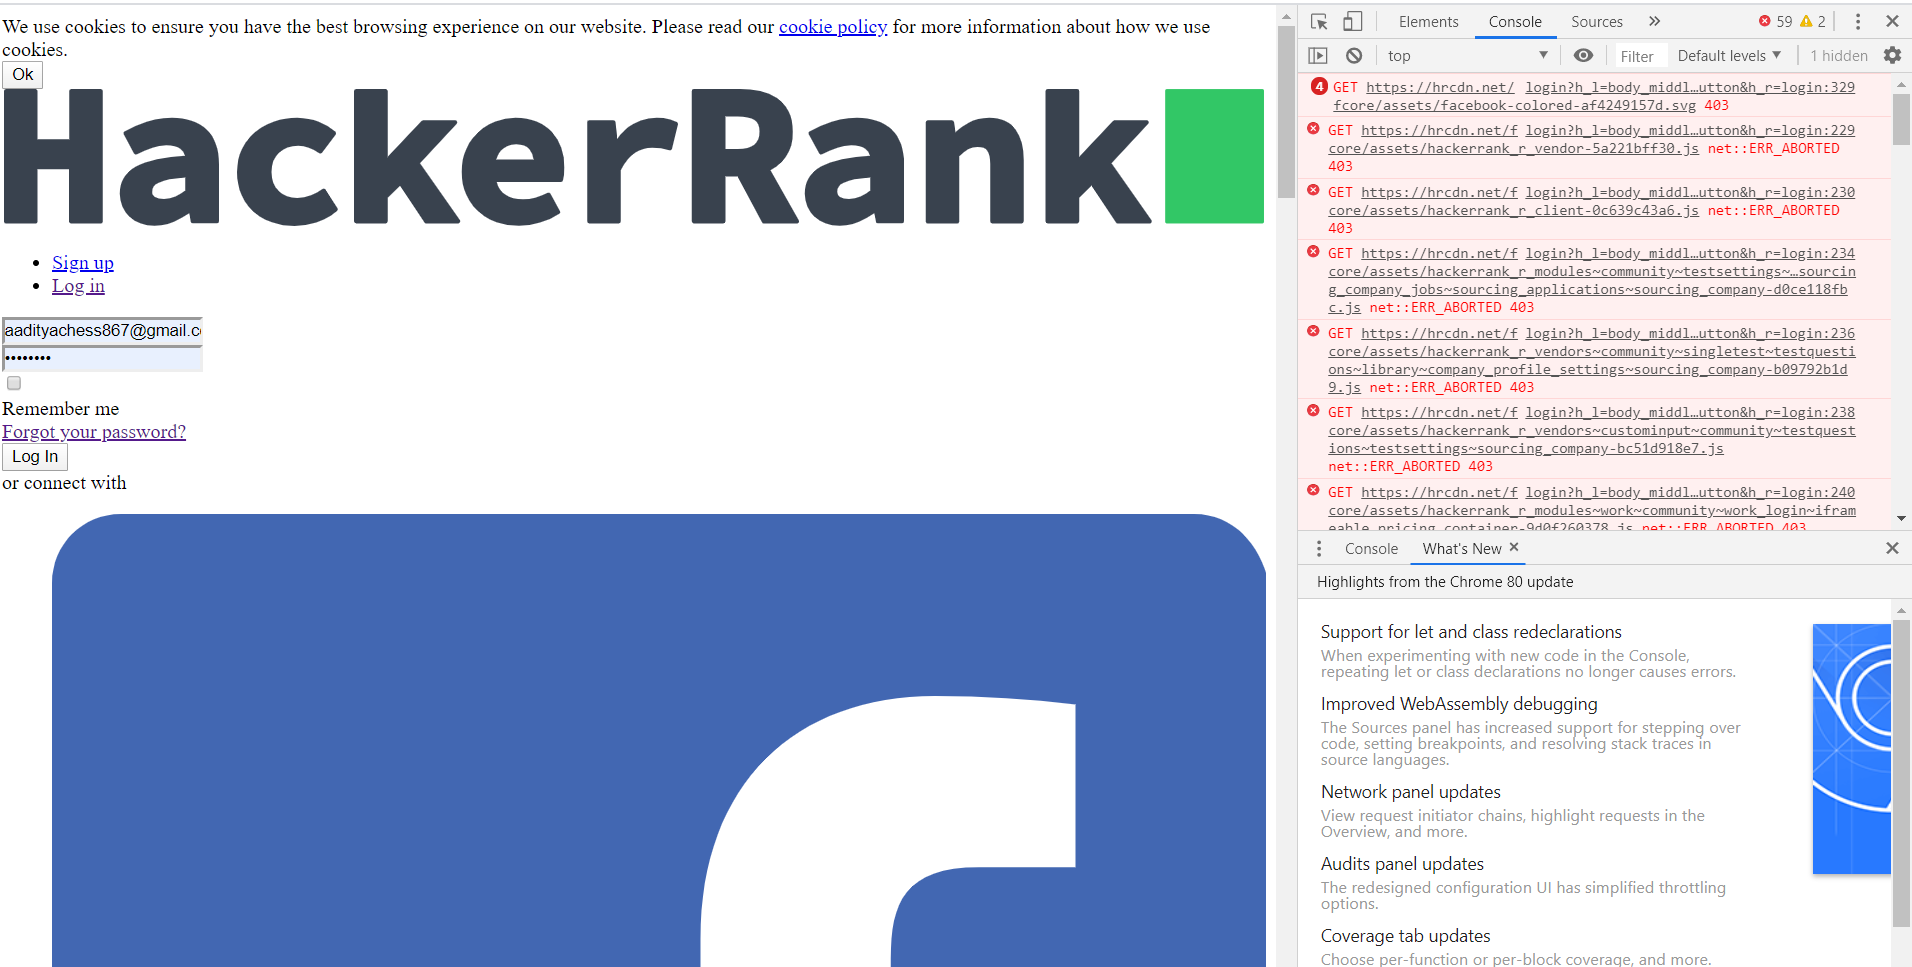 We use cookies to ensure you have the best browsing experience on our website. Please read our cookie policy for more information about how we use
cookies.
Ok
HackerRank
Sign up
Log in
aadityachess867@gmail.c
••••••••
Remember me
Forgot your password?
Log In
or connect with
Elements Console Sources » 59 2
top Filter Default levels 1 hidden
4 GET https://hrcdn.net/ login?h_l=body_middl…utton&h_r=login:329
fcore/assets/facebook-colored-af4249157d.svg 403
GET https://hrcdn.net/f login?h_l=body_middl…utton&h_r=login:229
core/assets/hackerrank_r_vendor-5a221bff30.js net::ERR_ABORTED
403
GET https://hrcdn.net/f login?h_l=body_middl…utton&h_r=login:230
core/assets/hackerrank_r_client-0c639c43a6.js net::ERR_ABORTED
403
GET https://hrcdn.net/f login?h_l=body_middl…utton&h_r=login:234
core/assets/hackerrank_r_modules~community~testsettings~…sourcin
g_company_jobs~sourcing_applications~sourcing_company-d0ce118fb
c.js net::ERR_ABORTED 403
GET https://hrcdn.net/f login?h_l=body_middl…utton&h_r=login:236
core/assets/hackerrank_r_vendors~community~singletest~testquesti
ons~library~company_profile_settings~sourcing_company-b09792b1d
9.js net::ERR_ABORTED 403
GET https://hrcdn.net/f login?h_l=body_middl…utton&h_r=login:238
core/assets/hackerrank_r_vendors~custominput~community~testquest
ions~testsettings~sourcing_company-bc51d918e7.js
net::ERR_ABORTED 403
GET https://hrcdn.net/f login?h_l=body_middl…utton&h_r=login:240
core/assets/hackerrank_r_modules~work~community~work_login~ifram
eable_pricing_container-9d0f260378.js net::ERR_ABORTED 403
Console What's New
Highlights from the Chrome 80 update
Support for let and class redeclarations
When experimenting with new code in the Console,
repeating let or class declarations no longer causes errors.
Improved WebAssembly debugging
The Sources panel has increased support for stepping over
code, setting breakpoints, and resolving stack traces in
source languages.
Network panel updates
View request initiator chains, highlight requests in the
Overview, and more.
Audits panel updates
The redesigned configuration UI has simplified throttling
options.
Coverage tab updates
Choose per-function or per-block coverage, and more.